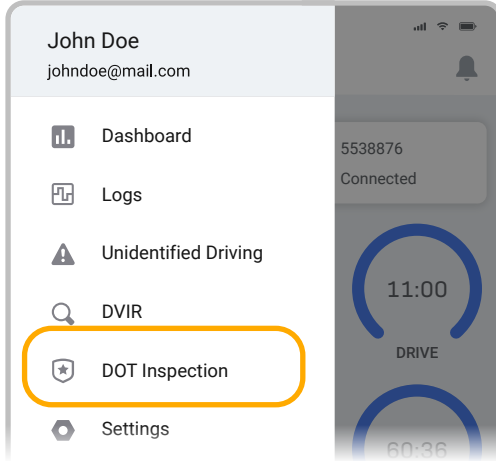 John Doe
johndoe@mail.com
Dashboard
Logs
Unidentified Driving
DVIR
DOT Inspection
Settings
5538876
Connected
11:00
DRIVE
60:36